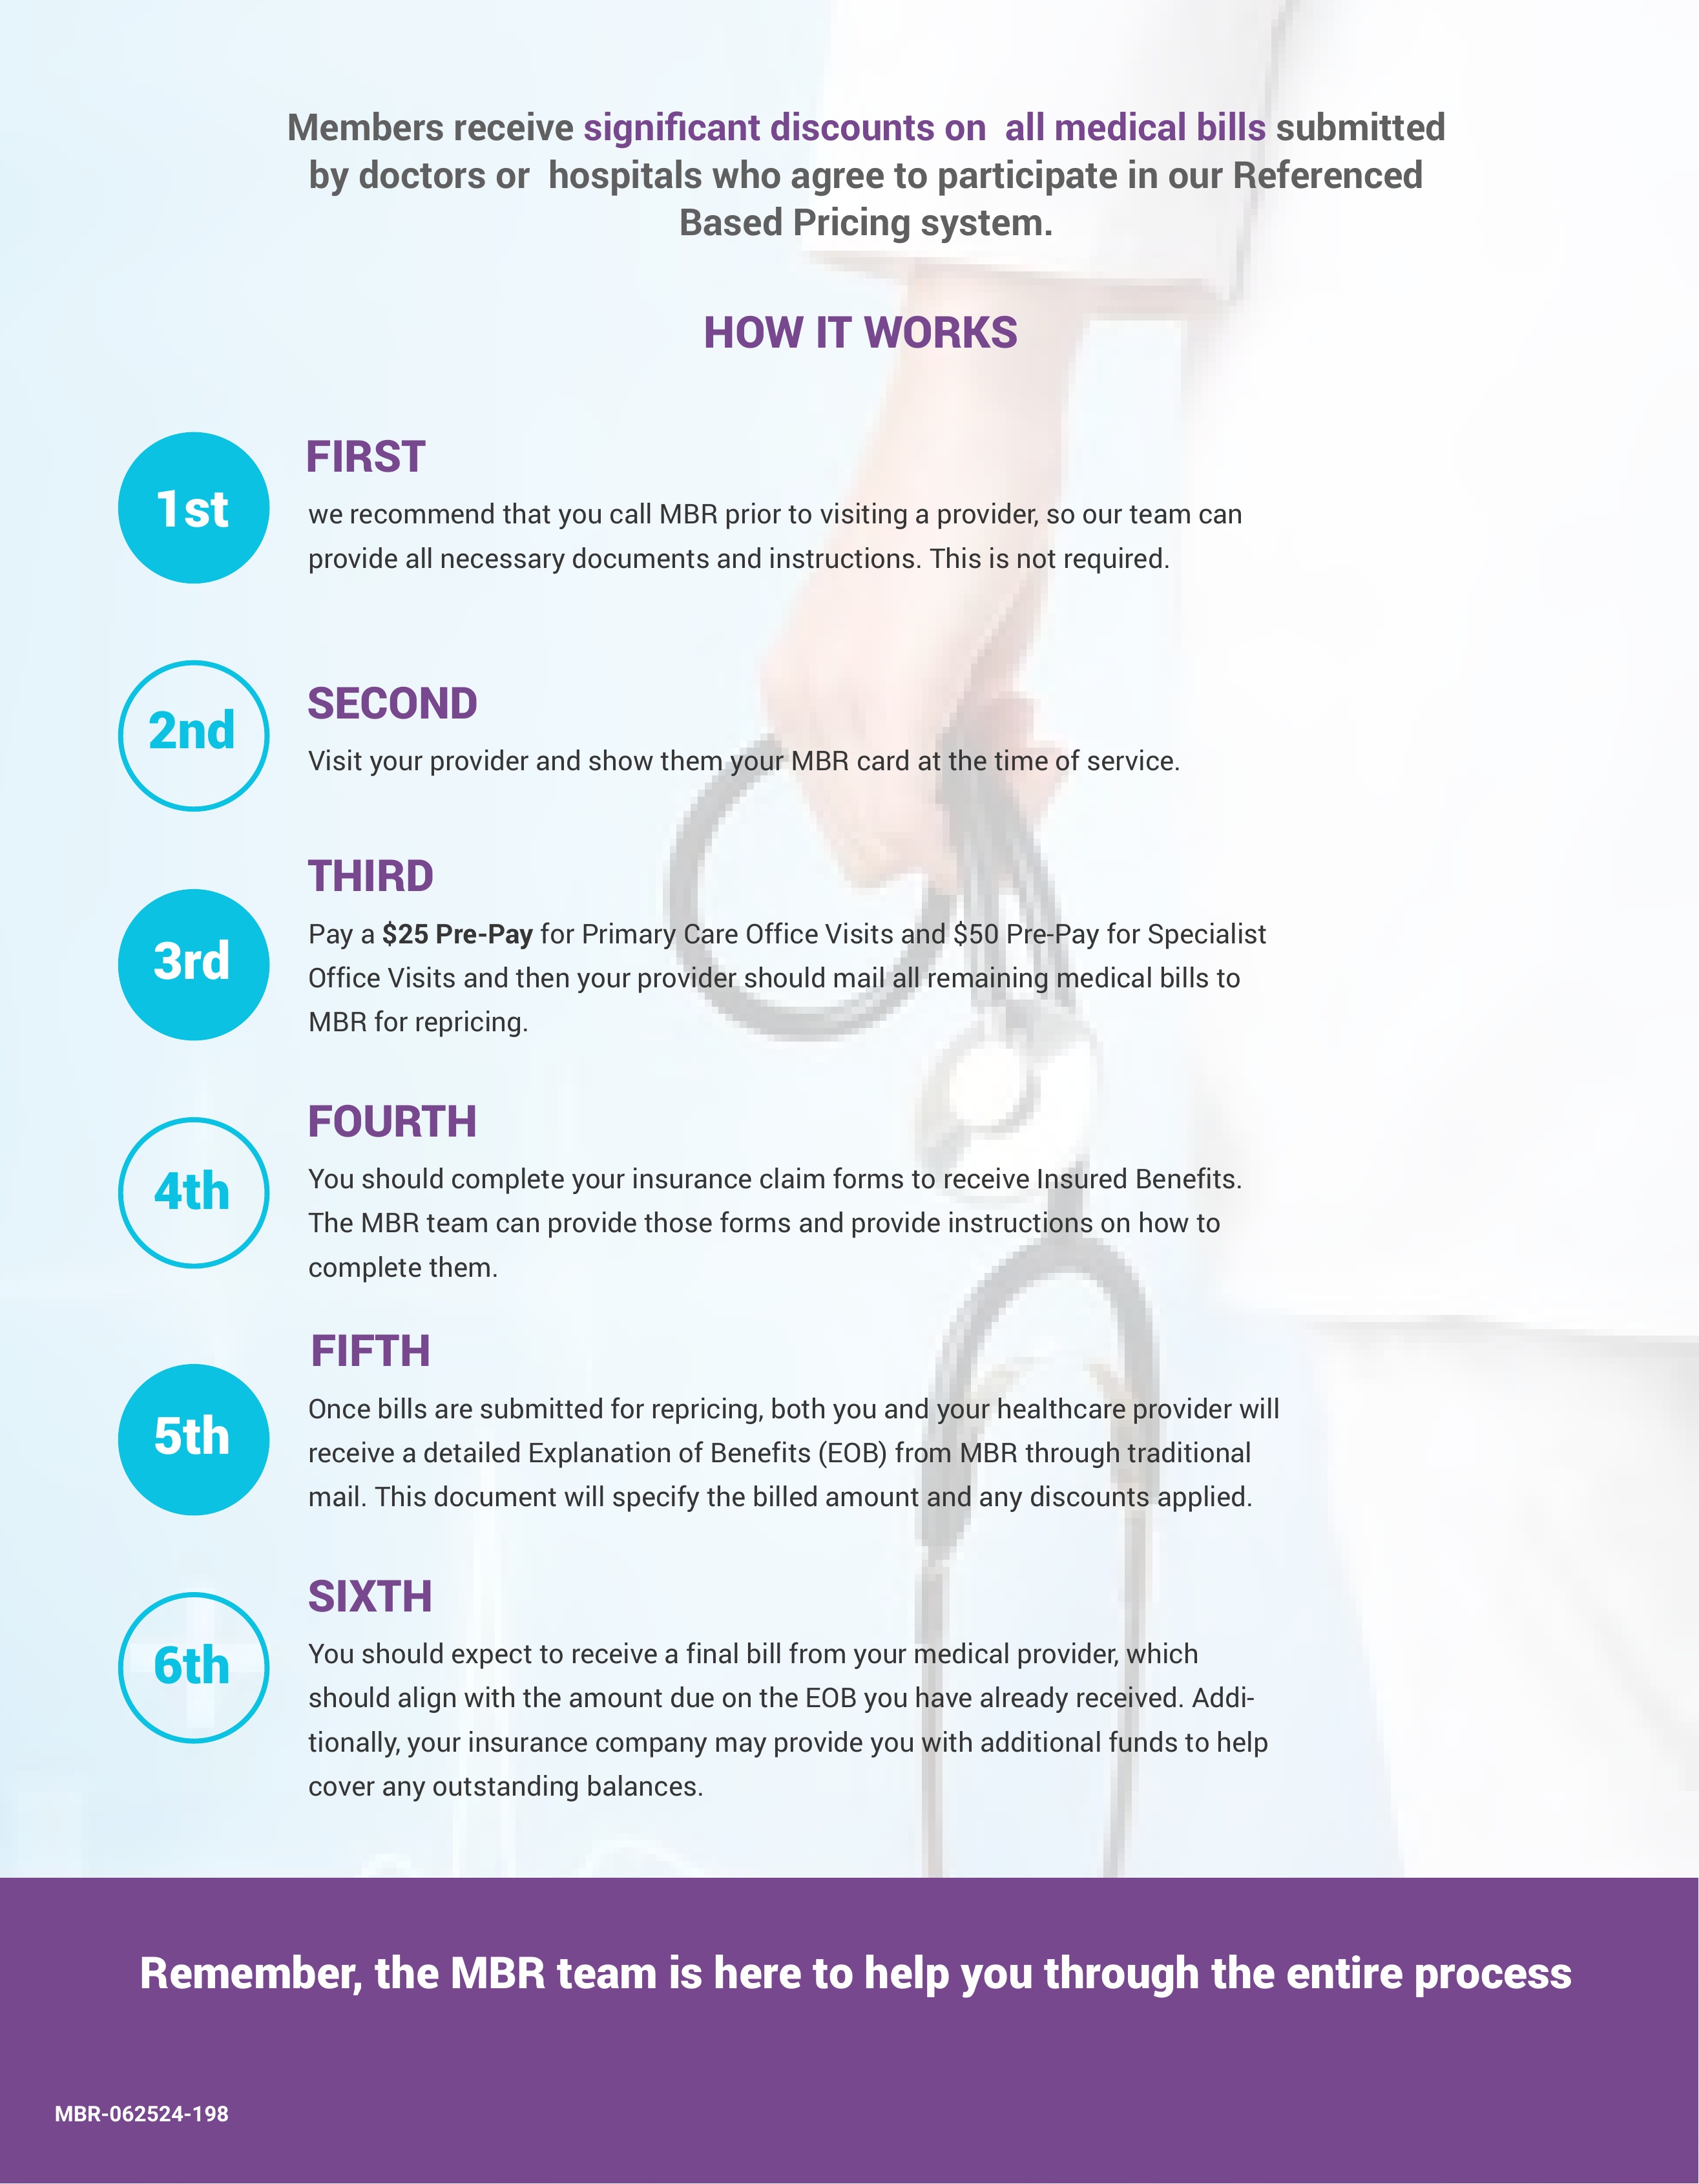 Members receive significant discounts on all medical bills submitted
by doctors or hospitals who agree to participate in our Referenced
Based Pricing system.
HOW IT WORKS
1st
FIRST
we recommend that you call MBR prior to visiting a provider, so our team can
provide all necessary documents and instructions. This is not required.
2nd
SECOND
Visit your provider and show them your MBR card at the time of service.
3rd
THIRD
Pay a $25 Pre-Pay for Primary Care Office Visits and $50 Pre-Pay for Specialist
Office Visits and then your provider should mail all remaining medical bills to
MBR for repricing.
4th
FOURTH
You should complete your insurance claim forms to receive Insured Benefits.
The MBR team can provide those forms and provide instructions on how to
complete them.
5th
FIFTH
Once bills are submitted for repricing, both you and your healthcare provider will
receive a detailed Explanation of Benefits (EOB) from MBR through traditional
mail. This document will specify the billed amount and any discounts applied.
6th
SIXTH
You should expect to receive a final bill from your medical provider, which
should align with the amount due on the EOB you have already received. Addi-
tionally, your insurance company may provide you with additional funds to help
cover any outstanding balances.
Remember, the MBR team is here to help you through the entire process
MBR-062524-198